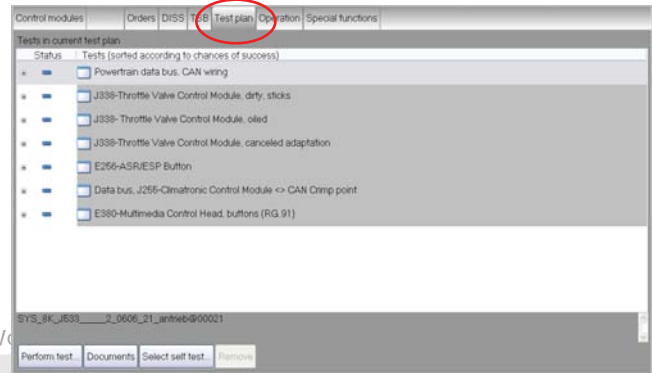 Control modules Orders DISS TSB Test plan Operation Special functions
Tests in current test plan
Status Tests (sorted according to chances of success)
Powertrain data bus, CAN wiring
J338-Throttle Valve Control Module, dirty, sticks
J338- Throttle Valve Control Module, oiled
J338-Throttle Valve Control Module, canceled adaptation
E256-ASR/ESP Button
Data bus, J255-Climatronic Control Module <> CAN Crimp point
E380-Multimedia Control Head, buttons (RG.91)
SYS_8K_J533_____2_0606_21_antrieb@00021
Perform test... Documents Select self test... Remove